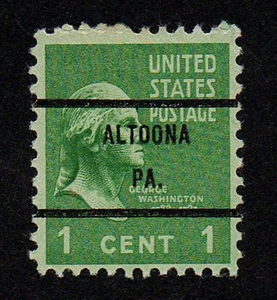 UNITED
STATES
POSTAGE
ALTOONA
PA.
GEORGE
WASHINGTON
1 CENT 1